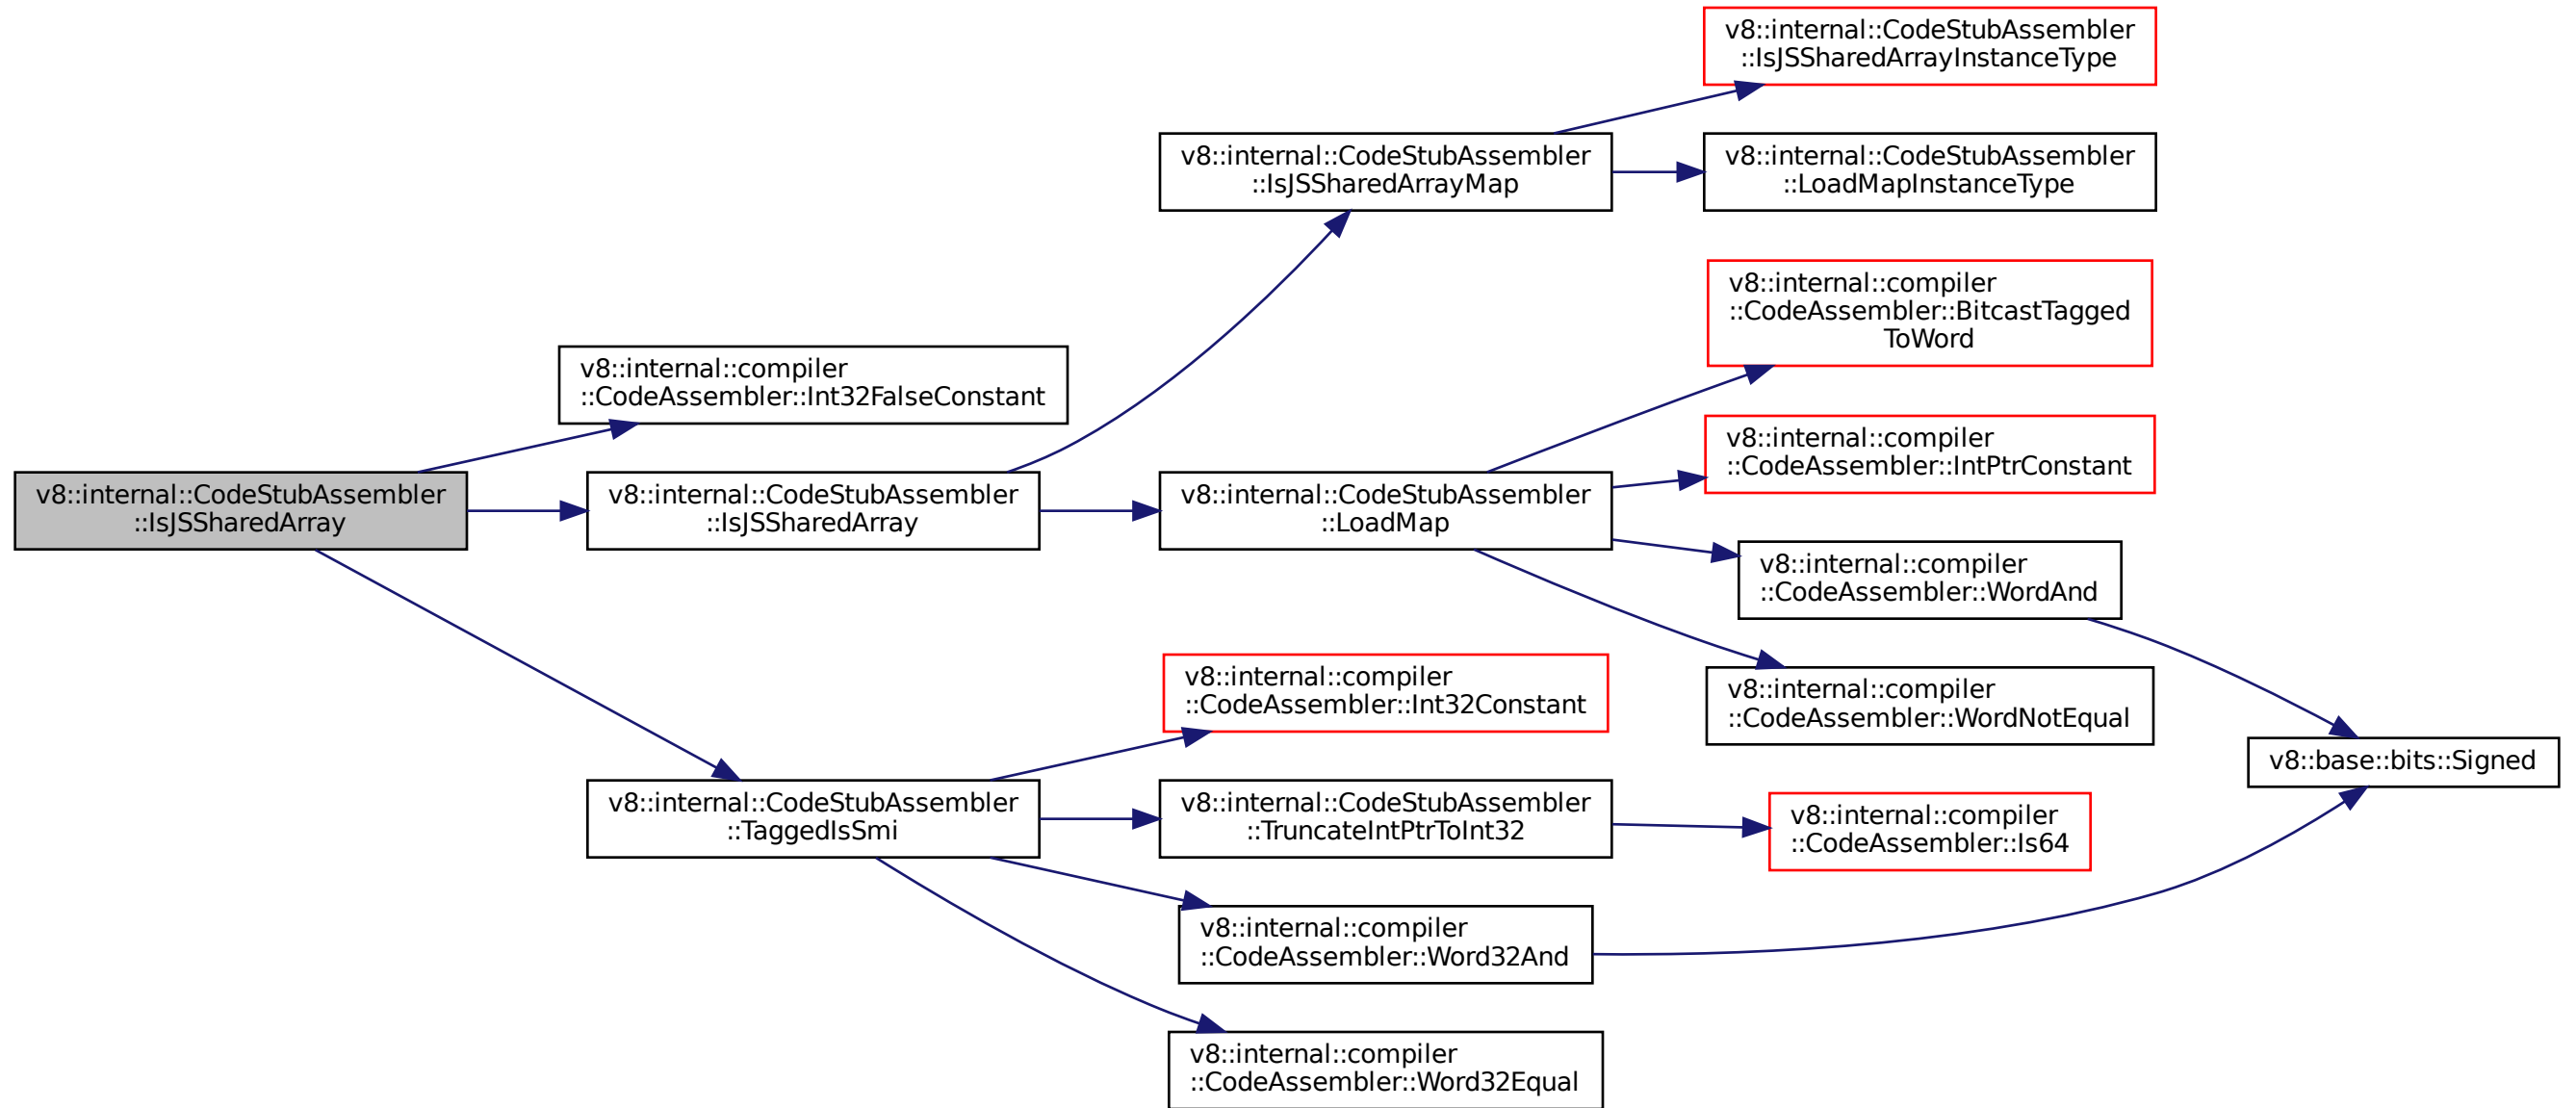 v8::internal::CodeStubAssembler
::IsJSSharedArray
v8::internal::compiler
::CodeAssembler::Int32FalseConstant
v8::internal::CodeStubAssembler
::IsJSSharedArray
v8::internal::CodeStubAssembler
::IsJSSharedArrayMap
v8::internal::CodeStubAssembler
::IsJSSharedArrayInstanceType
v8::internal::CodeStubAssembler
::LoadMapInstanceType
v8::internal::CodeStubAssembler
::LoadMap
v8::internal::compiler
::CodeAssembler::BitcastTagged
ToWord
v8::internal::compiler
::CodeAssembler::IntPtrConstant
v8::internal::compiler
::CodeAssembler::WordAnd
v8::internal::compiler
::CodeAssembler::WordNotEqual
v8::base::bits::Signed
v8::internal::CodeStubAssembler
::TaggedIsSmi
v8::internal::compiler
::CodeAssembler::Int32Constant
v8::internal::CodeStubAssembler
::TruncateIntPtrToInt32
v8::internal::compiler
::CodeAssembler::Is64
v8::internal::compiler
::CodeAssembler::Word32And
v8::internal::compiler
::CodeAssembler::Word32Equal